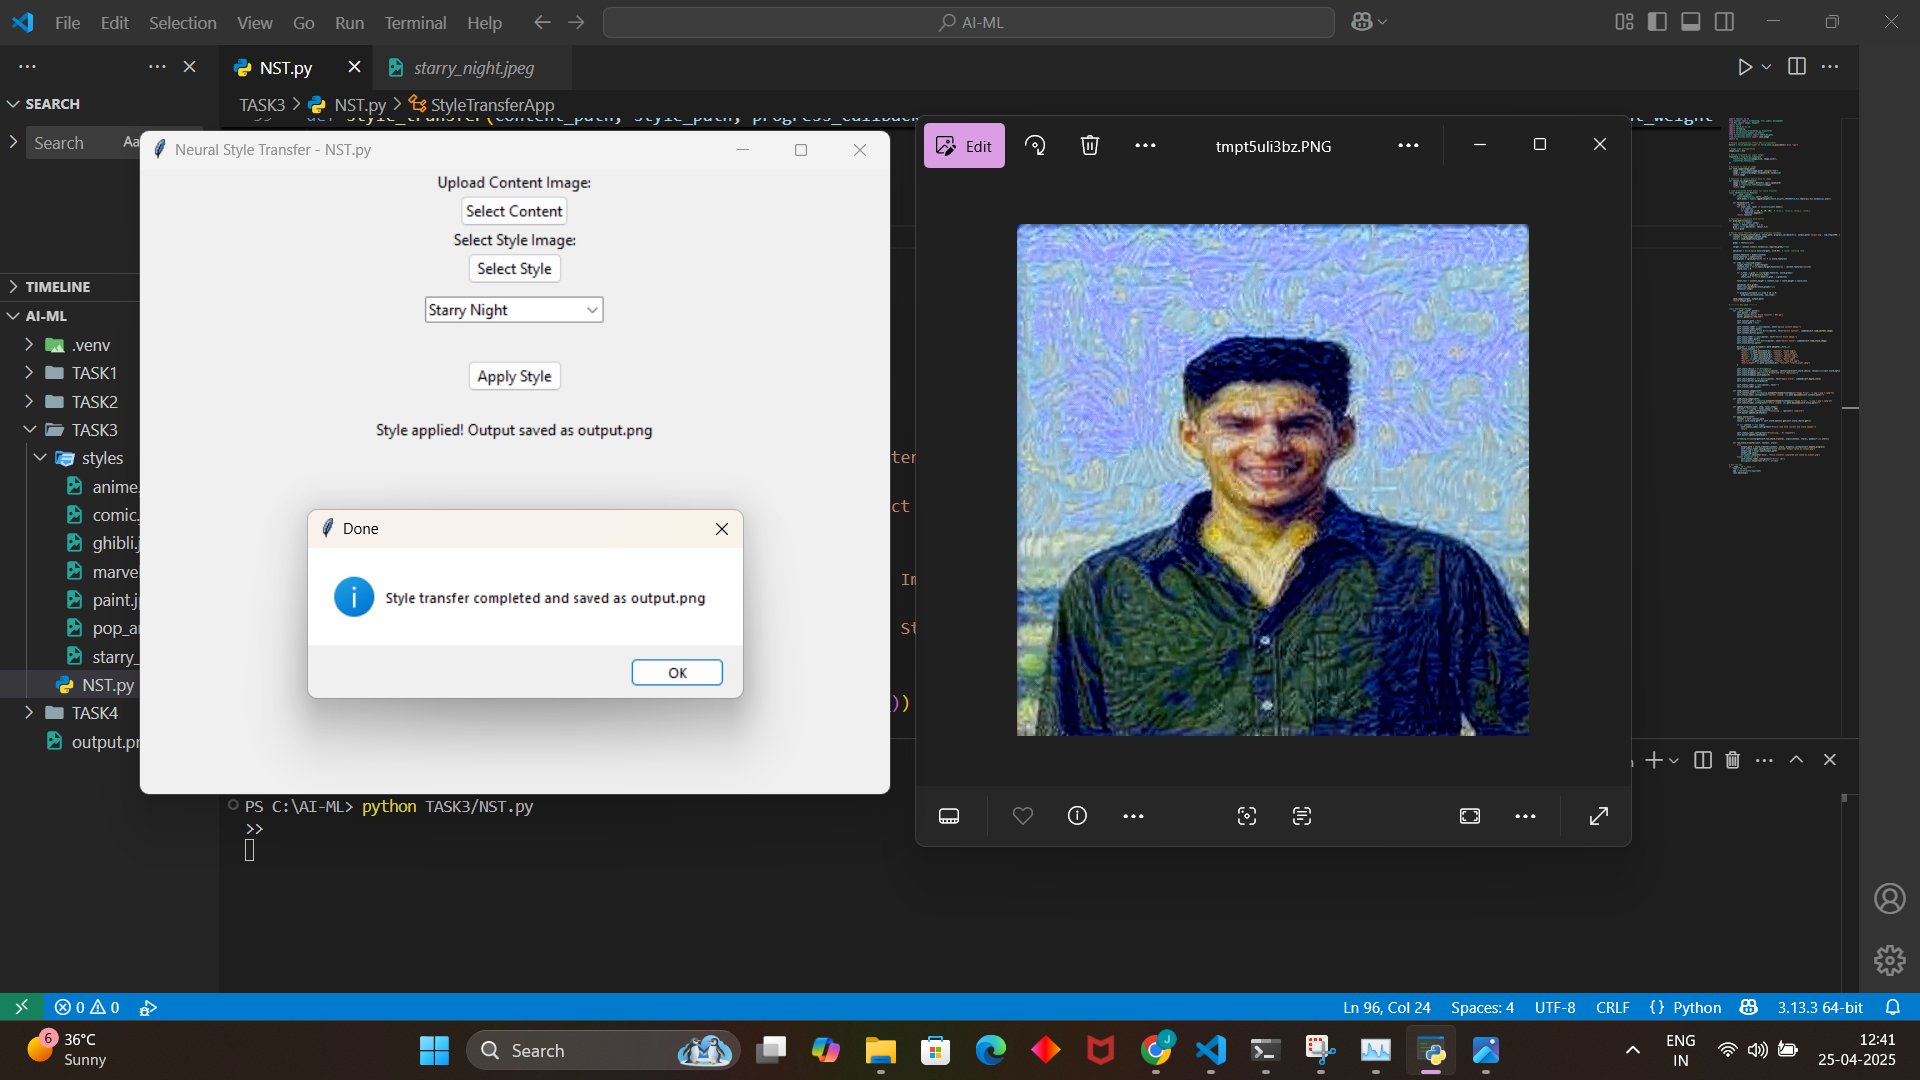 File Edit Selection View Go Run Terminal Help
AI-ML
NST.py
starry_night.jpeg
SEARCH
Search Aa
TASK3 > NST.py > StyleTransferApp
Neural Style Transfer - NST.py
Upload Content Image:
Select Content
Select Style Image:
Select Style
Starry Night
Apply Style
Style applied! Output saved as output.png
Done
Style transfer completed and saved as output.png
OK
Edit
tmpt5uli3bz.PNG
TIMELINE
AI-ML
.venv
TASK1
TASK2
TASK3
styles
anime.
comic.
ghibli.j
marve
paint.j
pop_a
starry_
NST.py
TASK4
output.pr
PS C:\AI-ML> python TASK3/NST.py
>>
0 0
Ln 96, Col 24 Spaces: 4 UTF-8 CRLF {} Python 3.13.3 64-bit
6
36°C
Sunny
Search
J
ENG
IN
12:41
25-04-2025